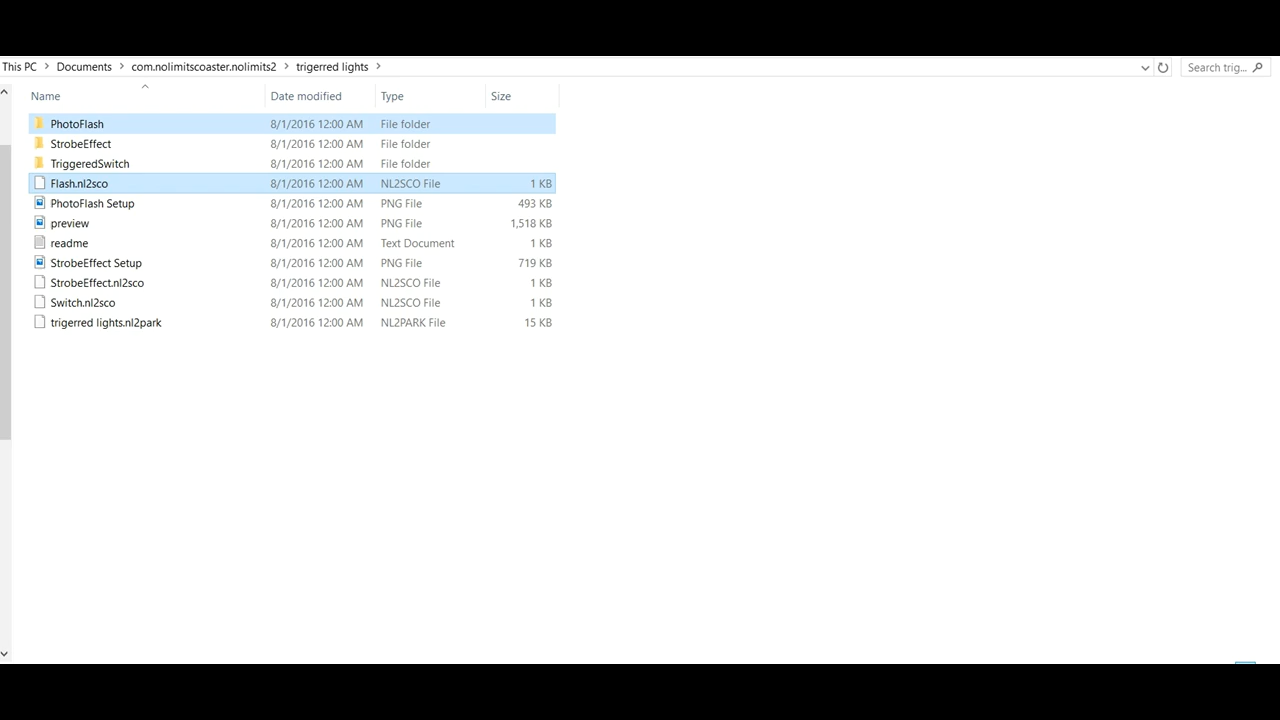 This PC > Documents > com.nolimitscoaster.nolimits2 > trigerred lights >
Search trig...
Name Date modified Type Size
PhotoFlash 8/1/2016 12:00 AM File folder
StrobeEffect 8/1/2016 12:00 AM File folder
TriggeredSwitch 8/1/2016 12:00 AM File folder
Flash.nl2sco 8/1/2016 12:00 AM NL2SCO File 1 KB
PhotoFlash Setup 8/1/2016 12:00 AM PNG File 493 KB
preview 8/1/2016 12:00 AM PNG File 1,518 KB
readme 8/1/2016 12:00 AM Text Document 1 KB
StrobeEffect Setup 8/1/2016 12:00 AM PNG File 719 KB
StrobeEffect.nl2sco 8/1/2016 12:00 AM NL2SCO File 1 KB
Switch.nl2sco 8/1/2016 12:00 AM NL2SCO File 1 KB
trigerred lights.nl2park 8/1/2016 12:00 AM NL2PARK File 15 KB